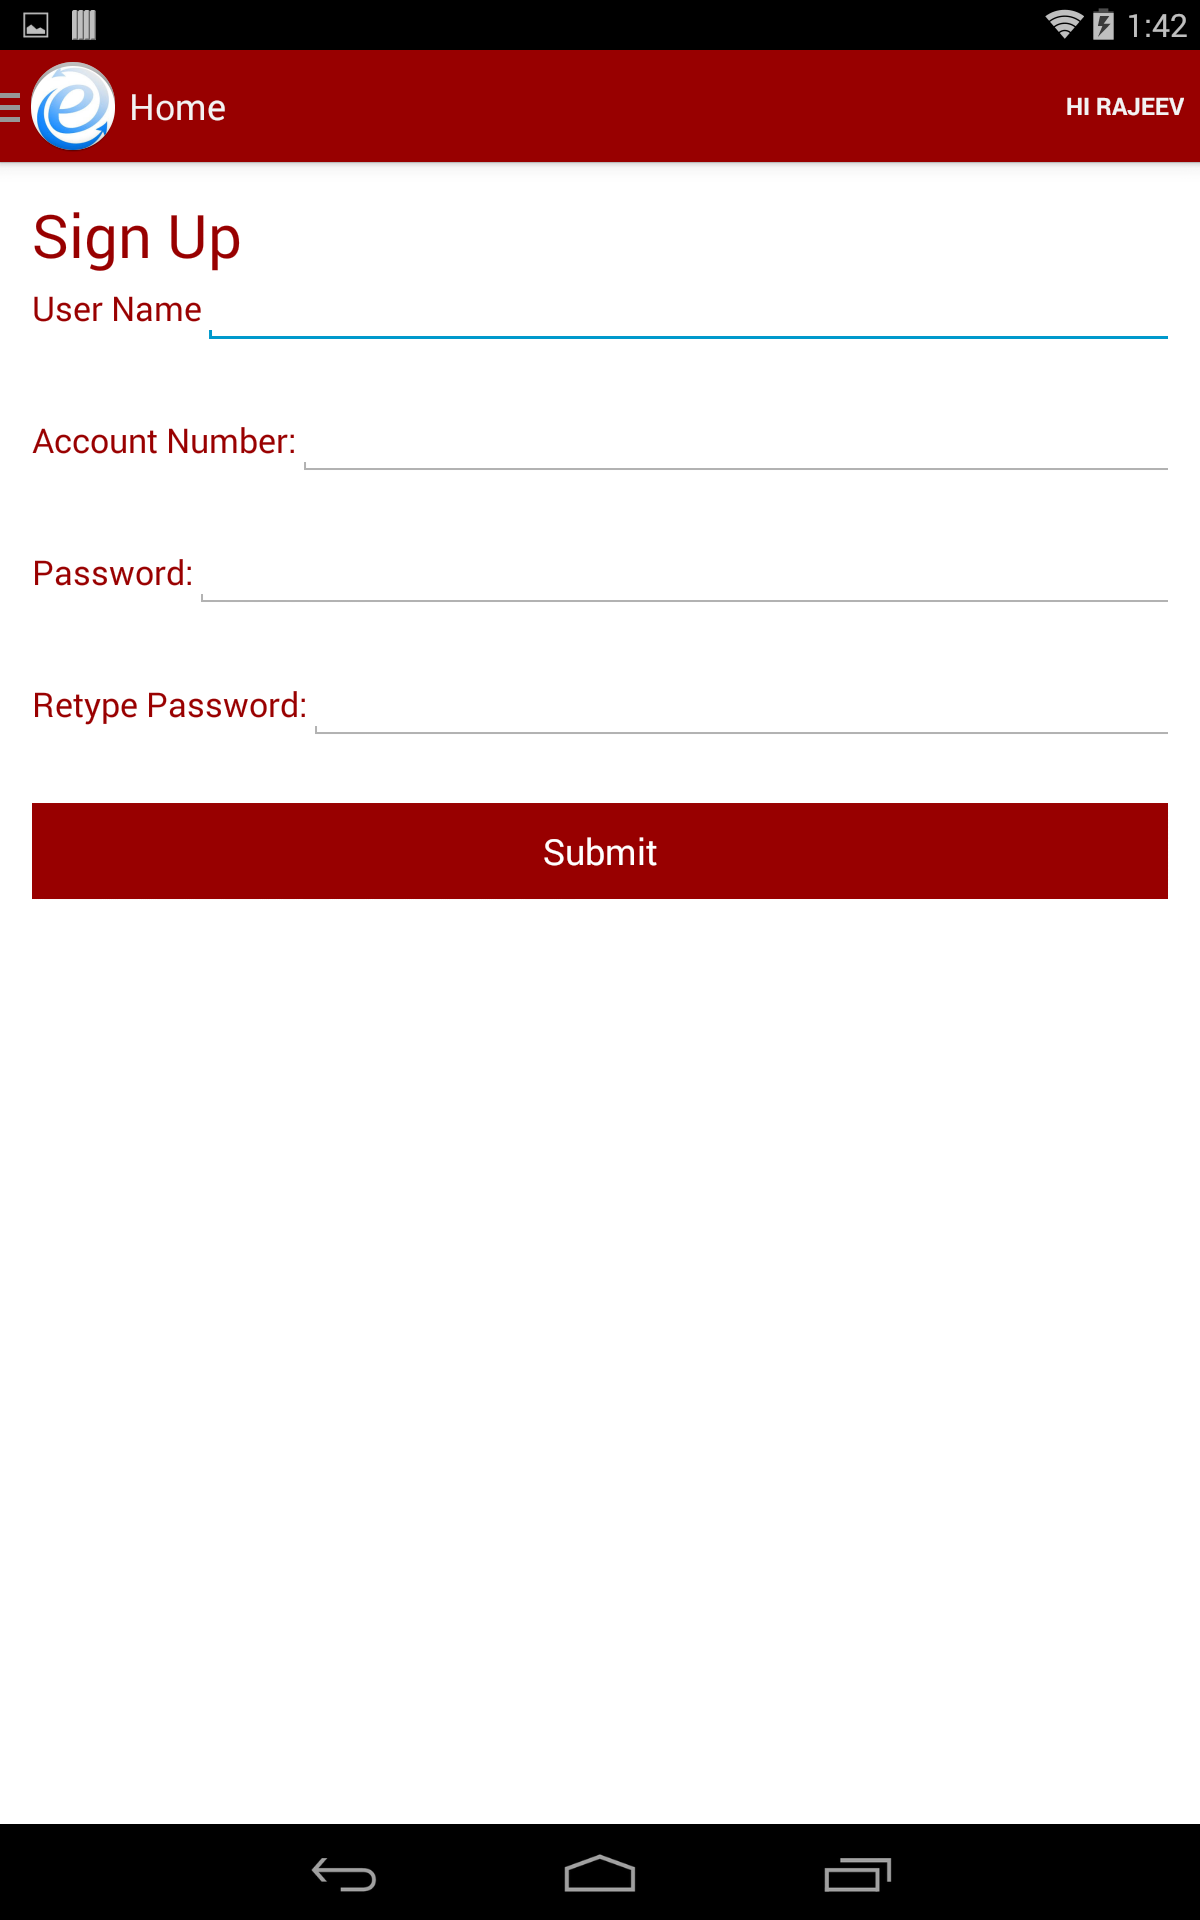 1:42
Home
HI RAJEEV
Sign Up
User Name
Account Number:
Password:
Retype Password:
Submit